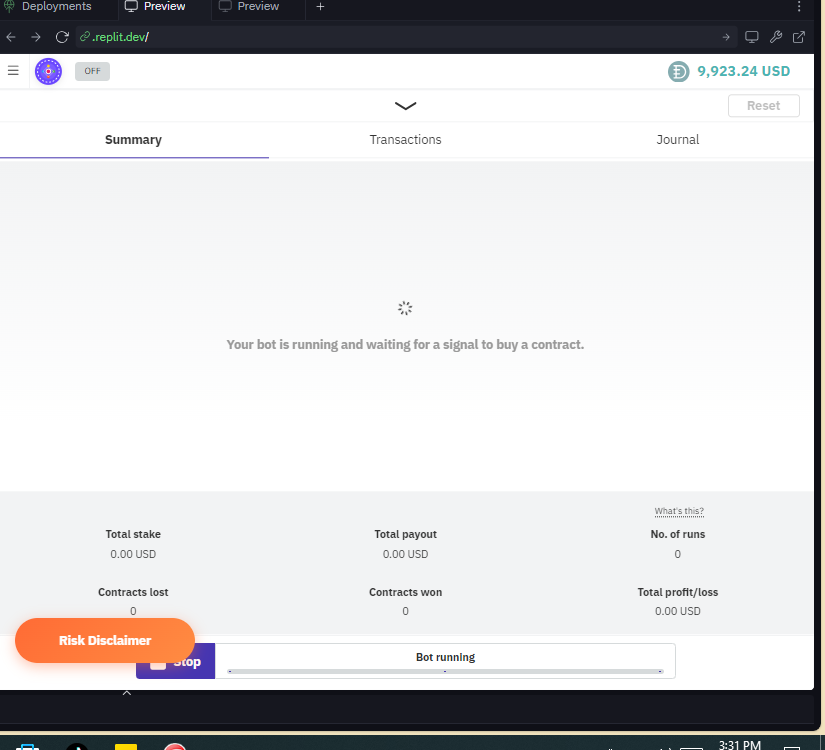 Deployments Preview Preview +
.replit.dev/
OFF 9,923.24 USD
Reset
Summary Transactions Journal
Your bot is running and waiting for a signal to buy a contract.
What's this?
Total stake Total payout No. of runs
0.00 USD 0.00 USD 0
Contracts lost Contracts won Total profit/loss
0 0 0.00 USD
Risk Disclaimer
Stop Bot running
3:31 PM